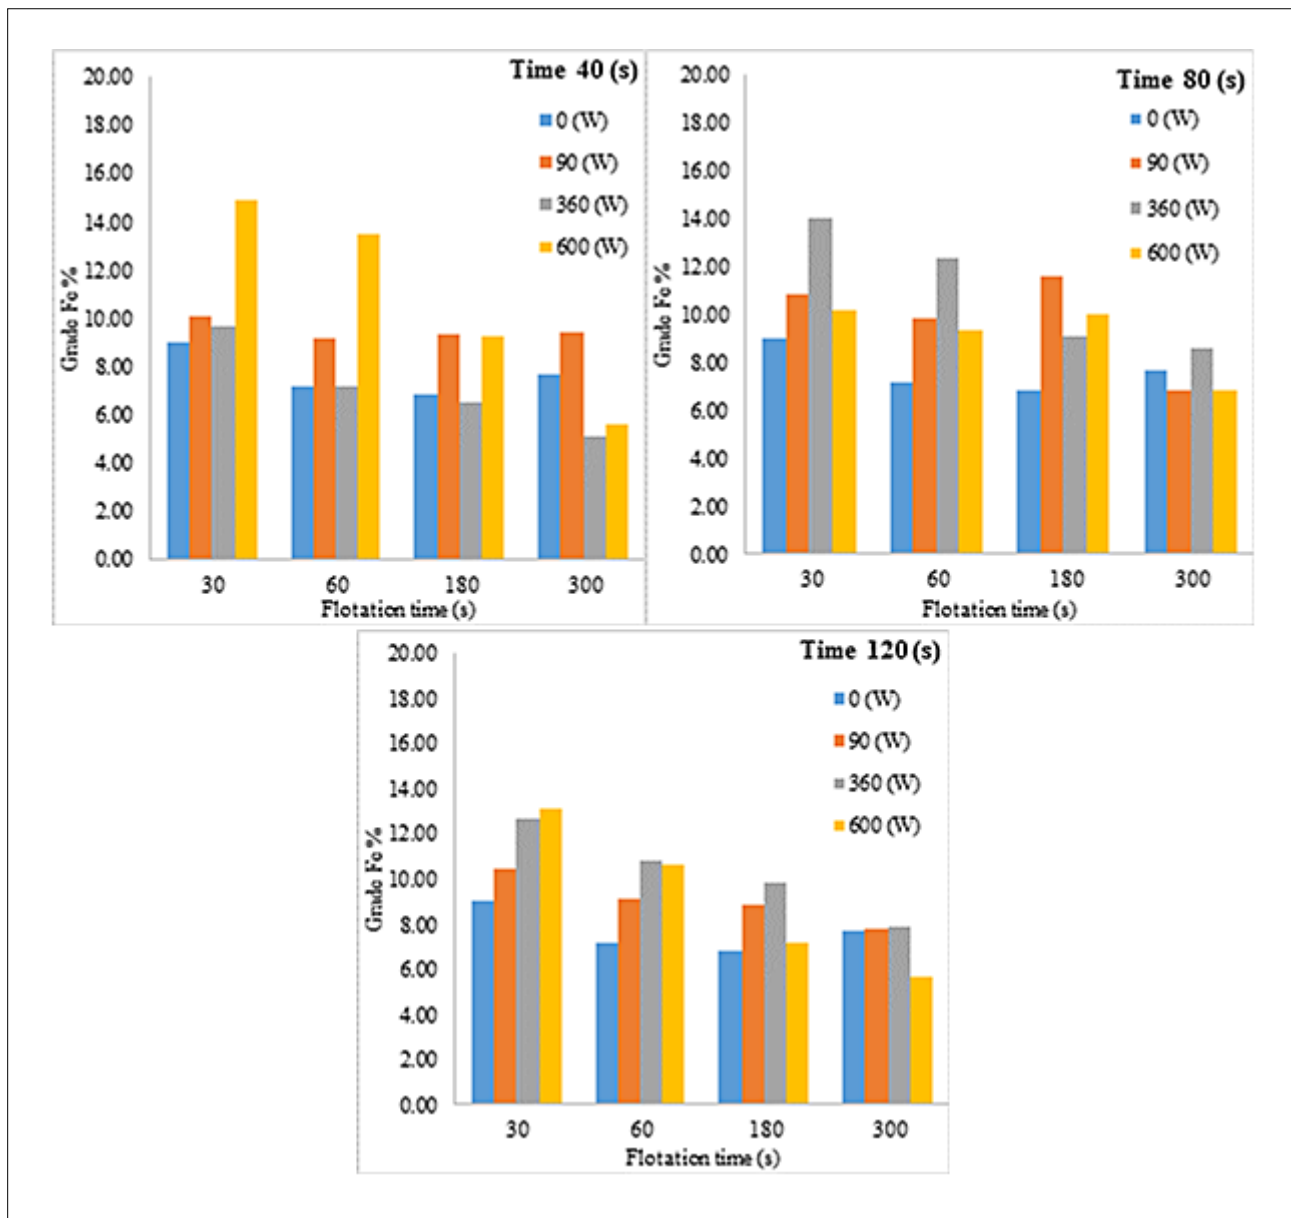 Time 40 (s)
20.00
18.00
16.00
14.00
12.00
10.00
8.00
6.00
4.00
2.00
0.00
Grade Fe %
0 (W)
90 (W)
360 (W)
600 (W)
30 60 180 300
Flotation time (s)
Time 80 (s)
20.00
18.00
16.00
14.00
12.00
10.00
8.00
6.00
4.00
2.00
0.00
Grade Fe %
0 (W)
90 (W)
360 (W)
600 (W)
30 60 180 300
Flotation time (s)
Time 120 (s)
20.00
18.00
16.00
14.00
12.00
10.00
8.00
6.00
4.00
2.00
0.00
Grade Fe %
0 (W)
90 (W)
360 (W)
600 (W)
30 60 180 300
Flotation time (s)